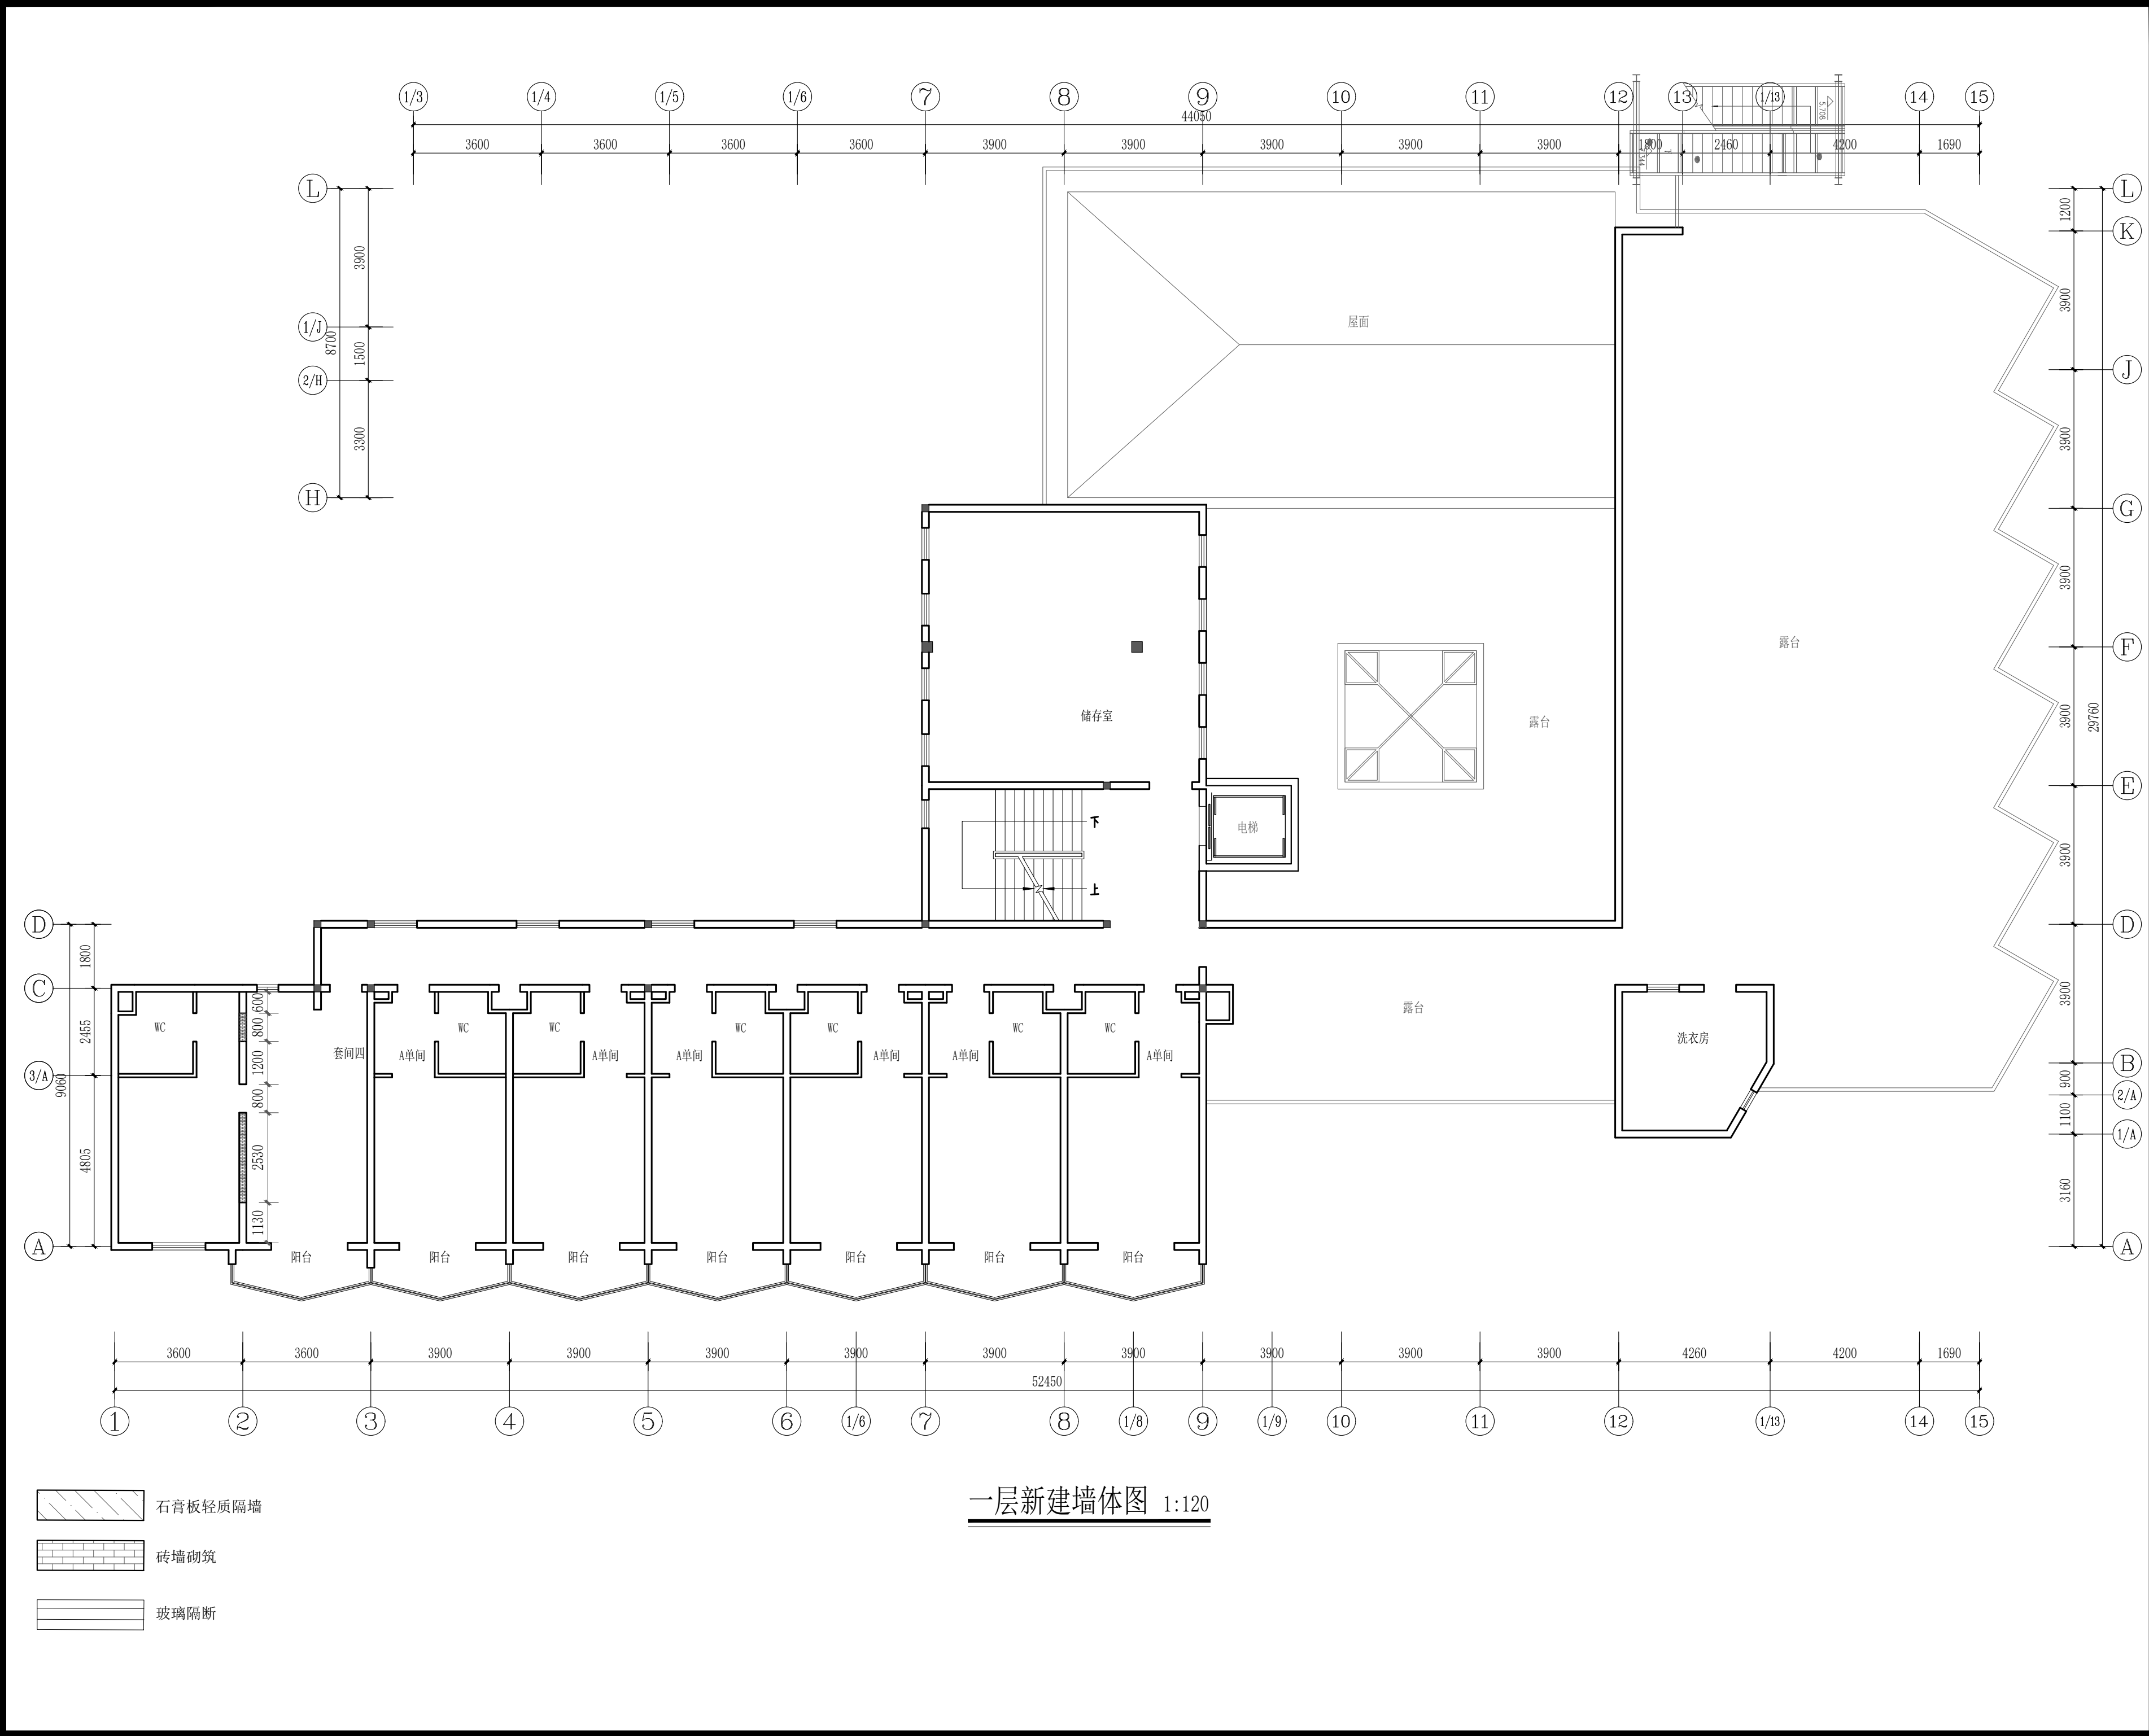 1/3 1/4 1/5 1/6 7 8 9 10 11 12 13 1/13 14 15
44050
3600 3600 3600 3600 3900 3900 3900 3900 3900 1800 2460 4200 1690
5.708
L
1/J
2/H
H
8700
3900
1500
3300
L
K
J
G
F
E
D
B
2/A
1/A
A
1200
3900
3900
3900
3900
3900
3900
900
1100
3160
29760
屋面
露台
储存室
露台
电梯
下
上
D
C
3/A
A
1800
2455
4805
9060
600
800
1200
800
2530
1130
WC WC WC WC WC WC WC
露台
洗衣房
套间四 A单间 A单间 A单间 A单间 A单间 A单间
阳台 阳台 阳台 阳台 阳台 阳台 阳台
3600 3600 3900 3900 3900 3900 3900 3900 3900 3900 3900 4260 4200 1690
52450
1 2 3 4 5 6 1/6 7 8 1/8 9 1/9 10 11 12 1/13 14 15
一层新建墙体图 1:120
石膏板轻质隔墙
砖墙砌筑
玻璃隔断